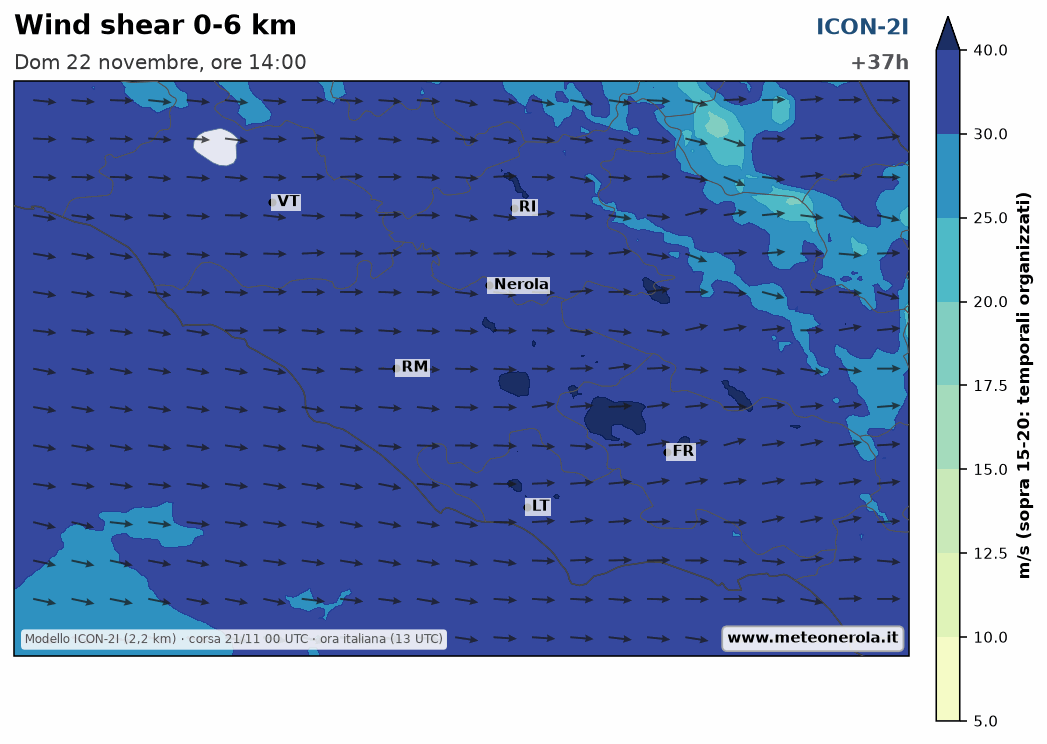 Wind shear 0-6 km
ICON-2I
Dom 22 novembre, ore 14:00
+37h
VT
RI
Nerola
RM
FR
LT
Modello ICON-2I (2,2 km) · corsa 21/11 00 UTC · ora italiana (13 UTC)
www.meteonerola.it
40.0
30.0
25.0
20.0
17.5
15.0
12.5
10.0
5.0
m/s (sopra 15-20: temporali organizzati)